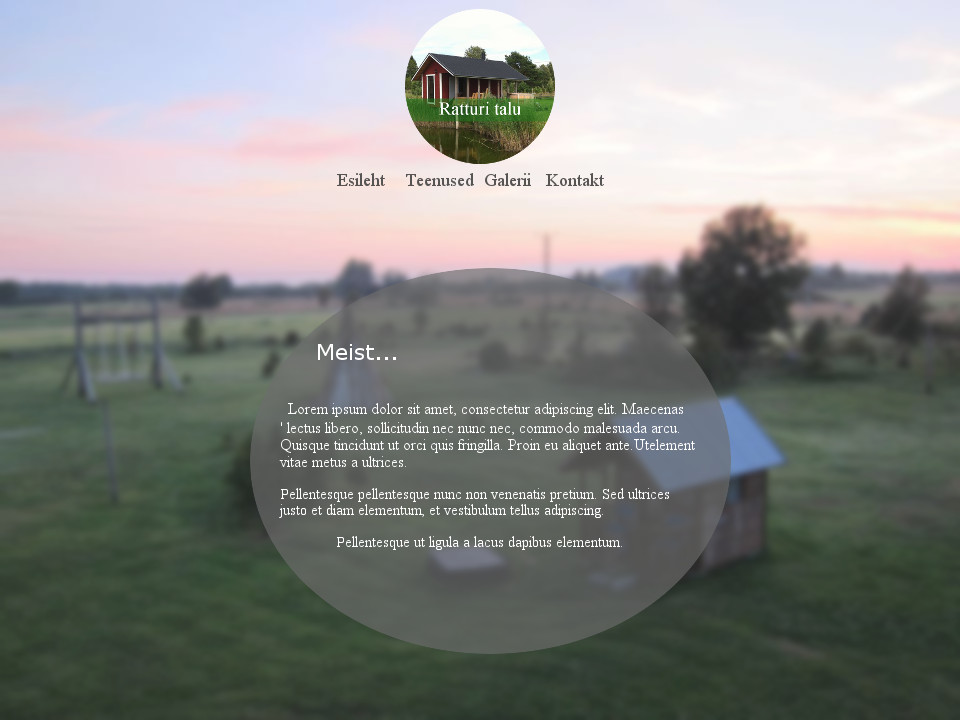 Ratturi talu
Esileht Teenused Galerii Kontakt
Meist...
Lorem ipsum dolor sit amet, consectetur adipiscing elit. Maecenas
' lectus libero, sollicitudin nec nunc nec, commodo malesuada arcu.
Quisque tincidunt ut orci quis fringilla. Proin eu aliquet ante.Utelement
vitae metus a ultrices.
Pellentesque pellentesque nunc non venenatis pretium. Sed ultrices
justo et diam elementum, et vestibulum tellus adipiscing.
Pellentesque ut ligula a lacus dapibus elementum.